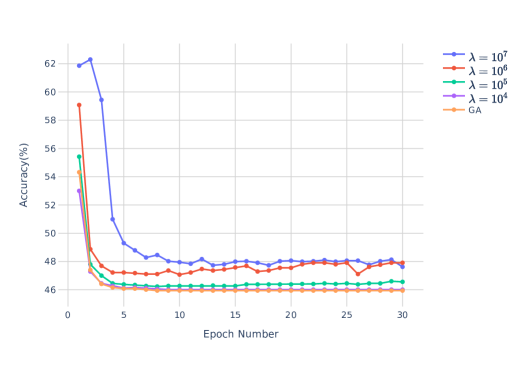 62
60
58
56
54
52
50
48
46
Accuracy(%)
0
5
10
15
20
25
30
Epoch Number
λ = 10⁷
λ = 10⁶
λ = 10⁵
λ = 10⁴
GA